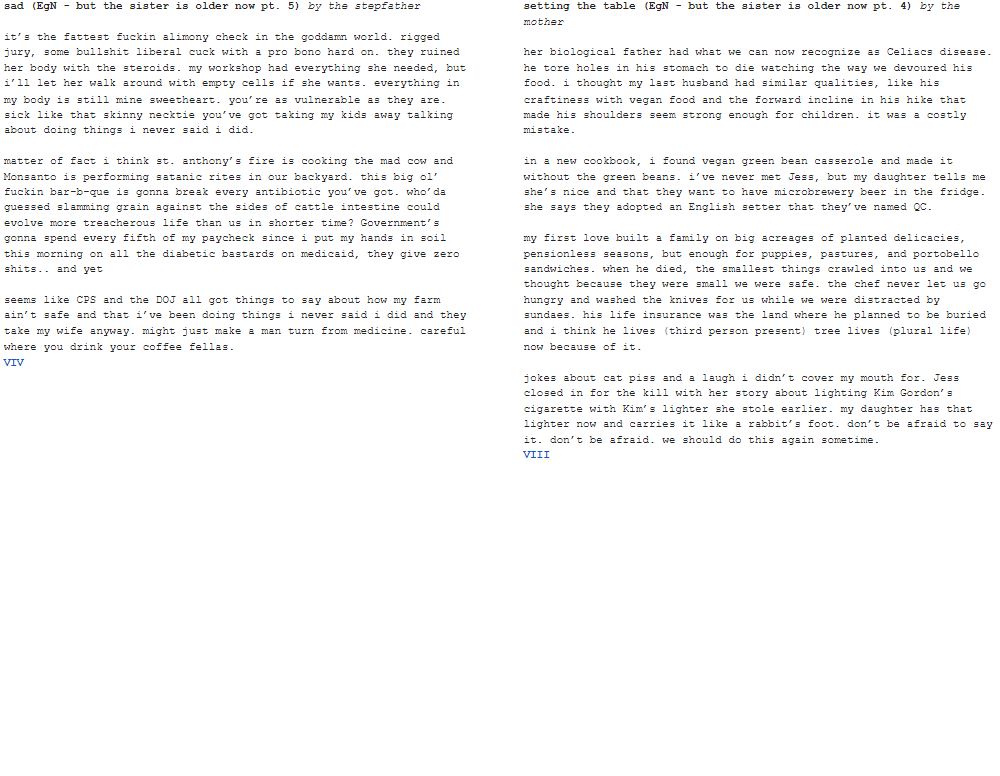 sad (EgN - but the sister is older now pt. 5) by the stepfather
it's the fattest fuckin alimony check in the goddamn world. rigged
jury, some bullshit liberal cuck with a pro bono hard on. they ruined
her body with the steroids. my workshop had everything she needed, but
i'll let her walk around with empty cells if she wants. everything in
my body is still mine sweetheart. you're as vulnerable as they are.
sick like that skinny necktie you've got taking my kids away talking
about doing things i never said i did.
matter of fact i think st. anthony's fire is cooking the mad cow and
Monsanto is performing satanic rites in our backyard. this big ol'
fuckin bar-b-que is gonna break every antibiotic you've got. who'da
guessed slamming grain against the sides of cattle intestine could
evolve more treacherous life than us in shorter time? Government's
gonna spend every fifth of my paycheck since i put my hands in soil
this morning on all the diabetic bastards on medicaid, they give zero
shits.. and yet
seems like CPS and the DOJ all got things to say about how my farm
ain't safe and that i've been doing things i never said i did and they
take my wife anyway. might just make a man turn from medicine. careful
where you drink your coffee fellas.
VIV
setting the table (EgN - but the sister is older now pt. 4) by the
mother
her biological father had what we can now recognize as Celiacs disease.
he tore holes in his stomach to die watching the way we devoured his
food. i thought my last husband had similar qualities, like his
craftiness with vegan food and the forward incline in his hike that
made his shoulders seem strong enough for children. it was a costly
mistake.
in a new cookbook, i found vegan green bean casserole and made it
without the green beans. i've never met Jess, but my daughter tells me
she's nice and that they want to have microbrewery beer in the fridge.
she says they adopted an English setter that they've named QC.
my first love built a family on big acreages of planted delicacies,
pensionless seasons, but enough for puppies, pastures, and portobello
sandwiches. when he died, the smallest things crawled into us and we
thought because they were small we were safe. the chef never let us go
hungry and washed the knives for us while we were distracted by
sundaes. his life insurance was the land where he planned to be buried
and i think he lives (third person present) tree lives (plural life)
now because of it.
jokes about cat piss and a laugh i didn't cover my mouth for. Jess
closed in for the kill with her story about lighting Kim Gordon's
cigarette with Kim's lighter she stole earlier. my daughter has that
lighter now and carries it like a rabbit's foot. don't be afraid to say
it. don't be afraid. we should do this again sometime.
VIII